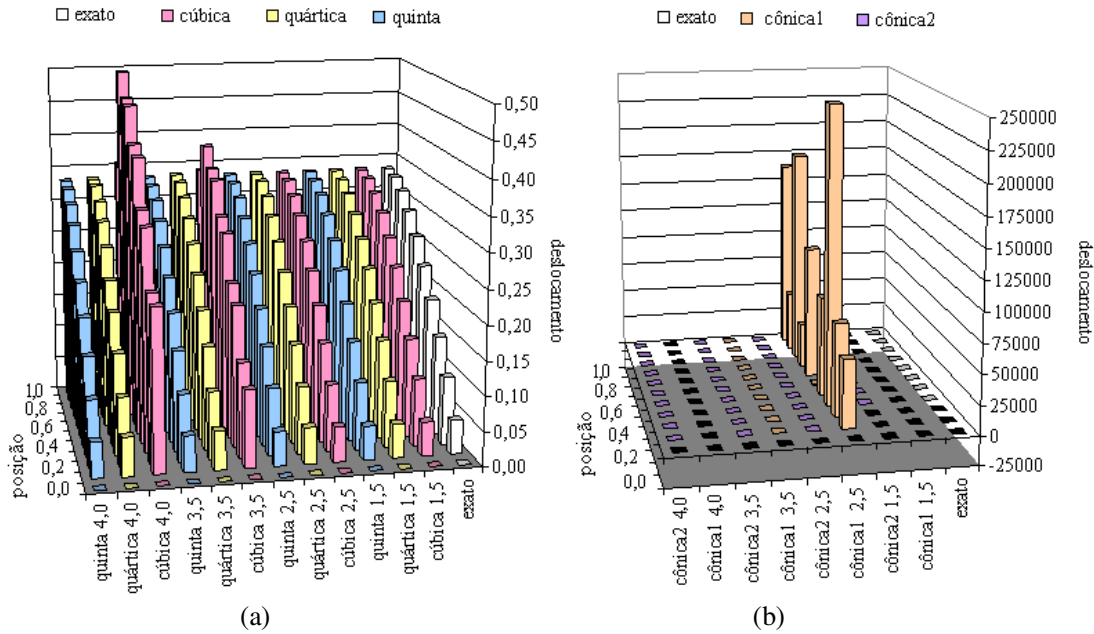 exato cúbica quártica quinta
0,50
0,45
0,40
0,35
0,30
0,25
0,20
0,15
0,10
0,05
0,00
deslocamento
1,0
0,8
0,6
0,4
0,2
0,0
posição
quinta 4,0
quártica 4,0
cúbica 4,0
quinta 3,5
quártica 3,5
cúbica 3,5
quinta 2,5
quártica 2,5
cúbica 2,5
quinta 1,5
quártica 1,5
cúbica 1,5
exato
(a)
exato cônica1 cônica2
250000
225000
200000
175000
150000
125000
100000
75000
50000
25000
0
-25000
deslocamento
1,0
0,8
0,6
0,4
0,2
0,0
posição
cônica2 4,0
cônica1 4,0
cônica2 3,5
cônica1 3,5
cônica2 2,5
cônica1 2,5
cônica2 1,5
cônica1 1,5
exato
(b)